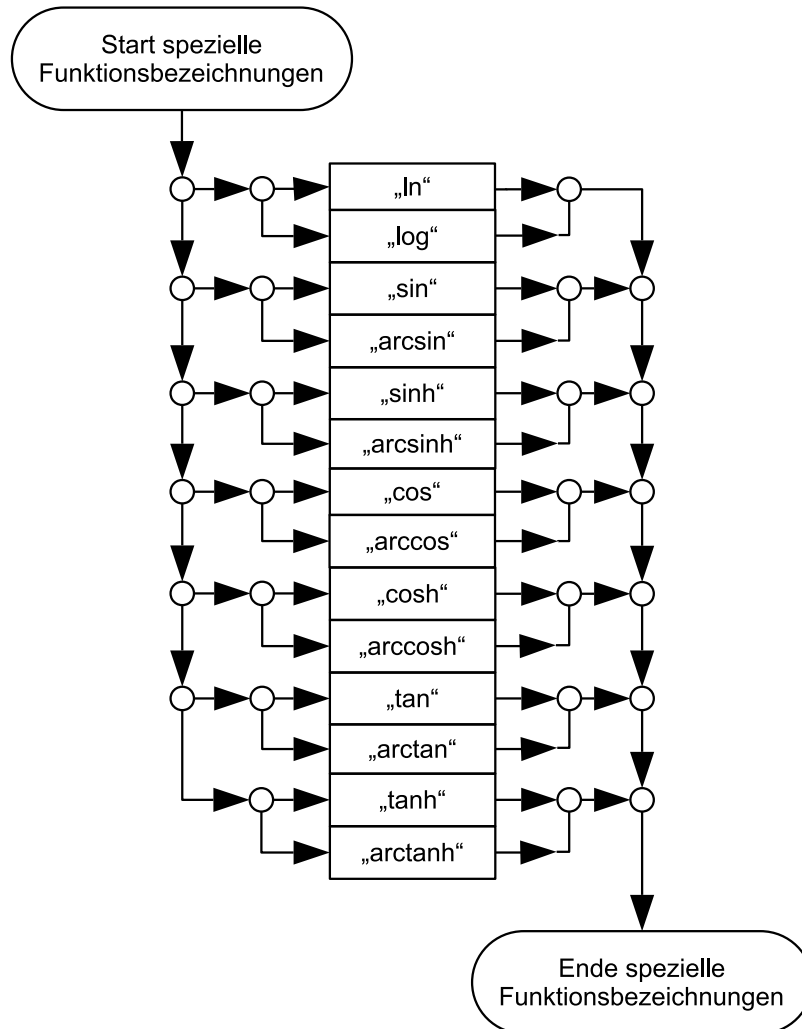 Start spezielle
Funktionsbezeichnungen
„ln“
„log“
„sin“
„arcsin“
„sinh“
„arcsinh“
„cos“
„arccos“
„cosh“
„arccosh“
„tan“
„arctan“
„tanh“
„arctanh“
Ende spezielle
Funktionsbezeichnungen